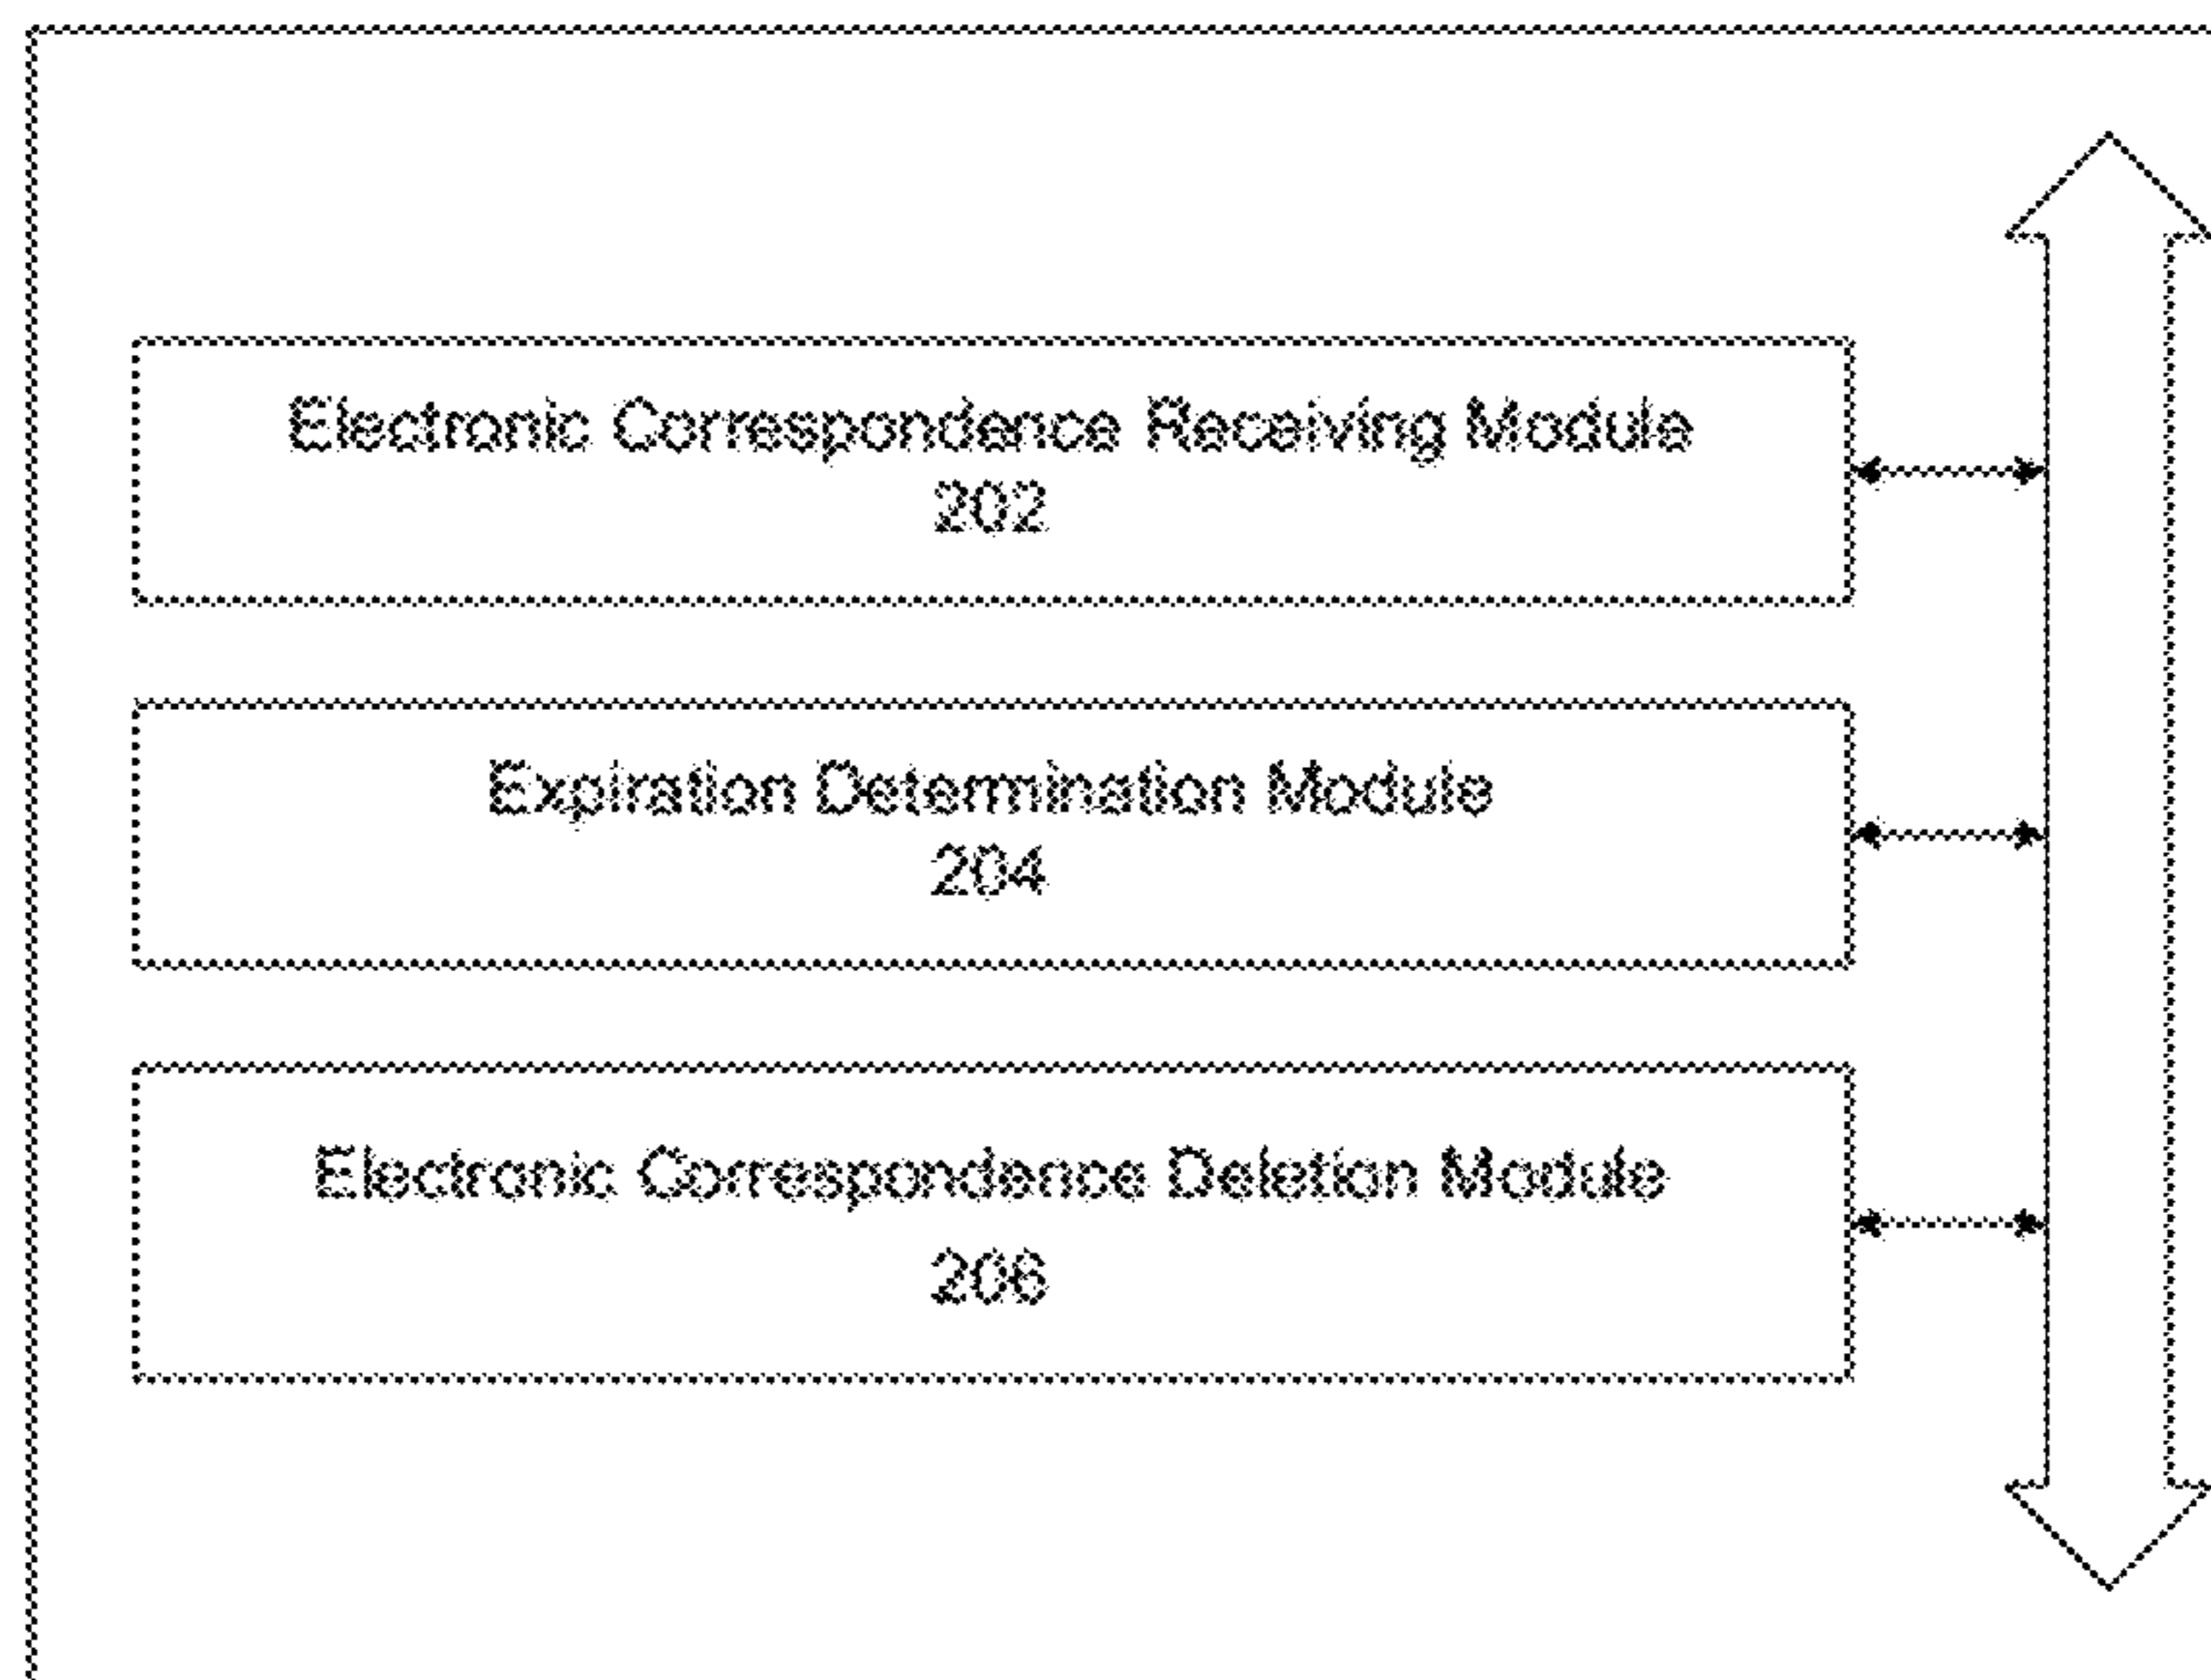 Electronic Correspondence Receiving Module
202
Expiration Determination Module
204
Electronic Correspondence Deletion Module
206